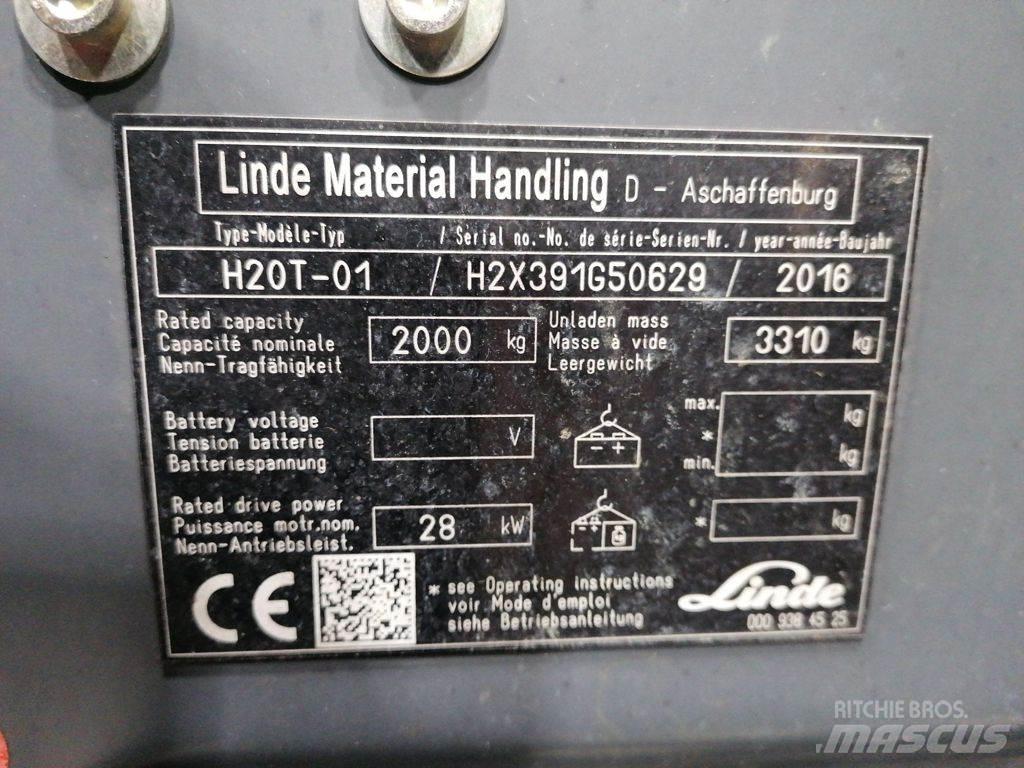 Linde Material Handling D - Aschaffenburg
Type-Modèle-Typ / Serial no.-No. de série-Serien-Nr. / year-année-Baujahr
H20T-01 / H2X391G50629 / 2016
Rated capacity
Capacité nominale
Nenn-Tragfähigkeit
2000 kg
Unladen mass
Masse à vide
Leergewicht
3310 kg
Battery voltage
Tension batterie
Batteriespannung
V
- +
max. kg
*
min. kg
Rated drive power
Puissance motr.nom.
Nenn-Antriebsleist.
28 kW
* kg
CE
* see Operating instructions
voir Mode d'emploi
siehe Betriebsanleitung
Linde
000 938 45 25
RITCHIE BROS.
MASCUS